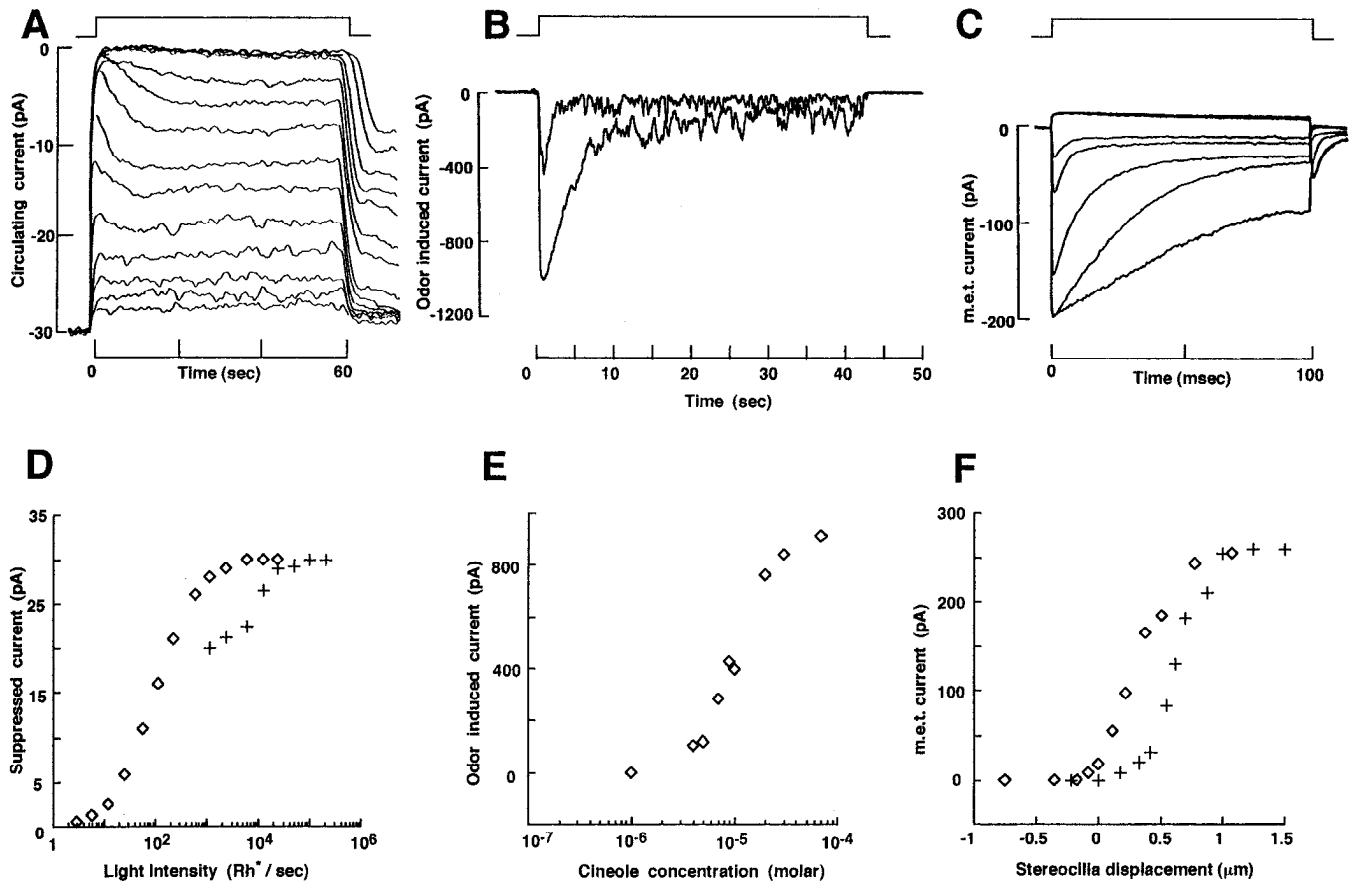 A
Circulating current (pA)
0
-10
-20
-30
0
60
Time (sec)
B
Odor induced current (pA)
0
-400
-800
-1200
0
10
20
30
40
50
Time (sec)
C
m.e.t. current (pA)
0
-100
-200
0
100
Time (msec)
D
Suppressed current (pA)
35
25
15
5
0
1
10²
10⁴
10⁶
Light Intensity (Rh* / sec)
E
Odor induced current (pA)
800
400
0
10⁻⁷
10⁻⁶
10⁻⁵
10⁻⁴
Cineole concentration (molar)
F
m.e.t. current (pA)
300
200
100
0
-1
-0.5
0
0.5
1
1.5
Stereocilia displacement (μm)